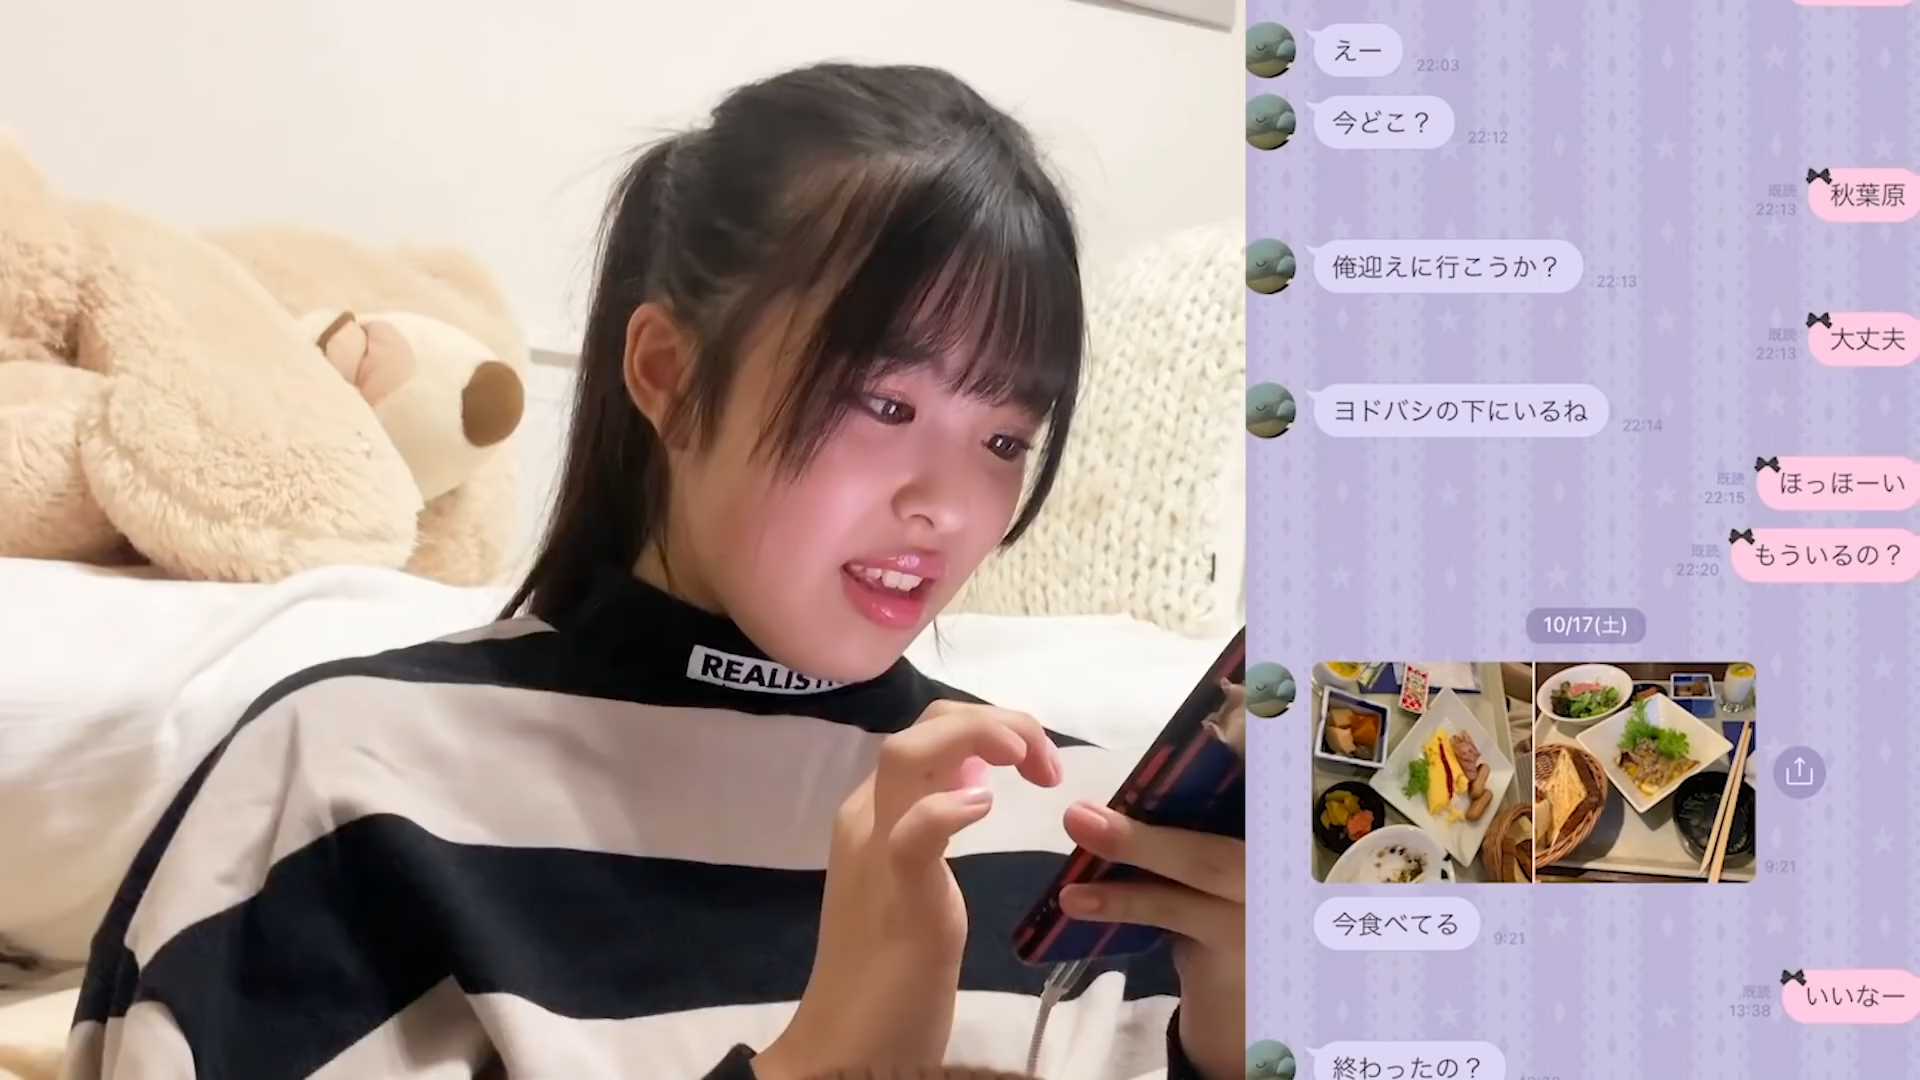 REALIS
えー
22:03
今どこ？
22:12
既読
22:13
秋葉原
俺迎えに行こうか？
22:13
既読
22:13
大丈夫
ヨドバシの下にいるね
22:14
既読
22:15
ほっほーい
既読
22:20
もういるの？
10/17(土)
9:21
今食べてる
9:21
既読
13:38
いいなー
終わったの？